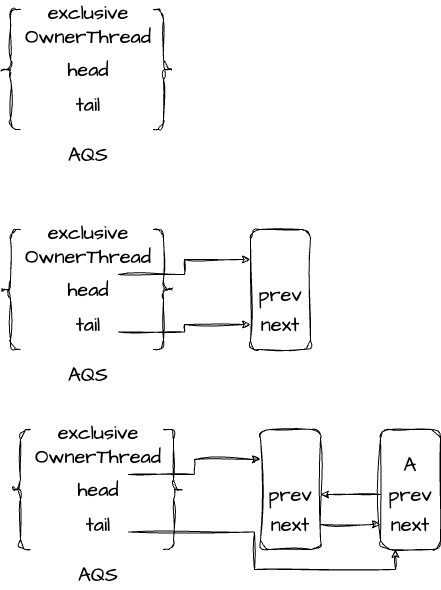 exclusive
OwnerThread
head
tail
AQS
exclusive
OwnerThread
head
tail
AQS
prev
next
exclusive
OwnerThread
head
tail
AQS
prev
next
A
prev
next